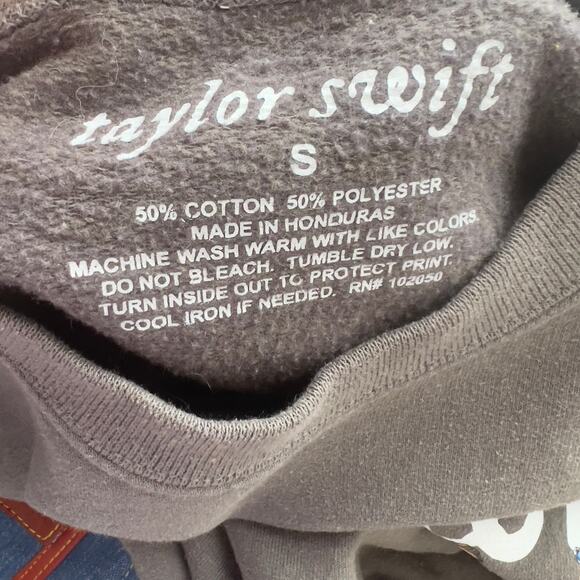 taylor swift
S
50% COTTON 50% POLYESTER
MADE IN HONDURAS
MACHINE WASH WARM WITH LIKE COLORS.
DO NOT BLEACH. TUMBLE DRY LOW.
TURN INSIDE OUT TO PROTECT PRINT.
COOL IRON IF NEEDED. RN# 102050